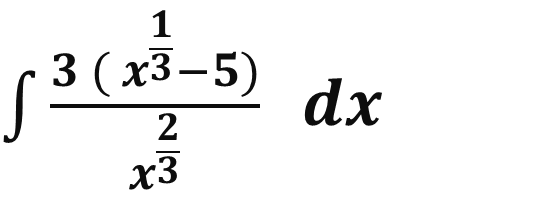 ∫ 3 ( x^(1/3) − 5) / x^(2/3) dx